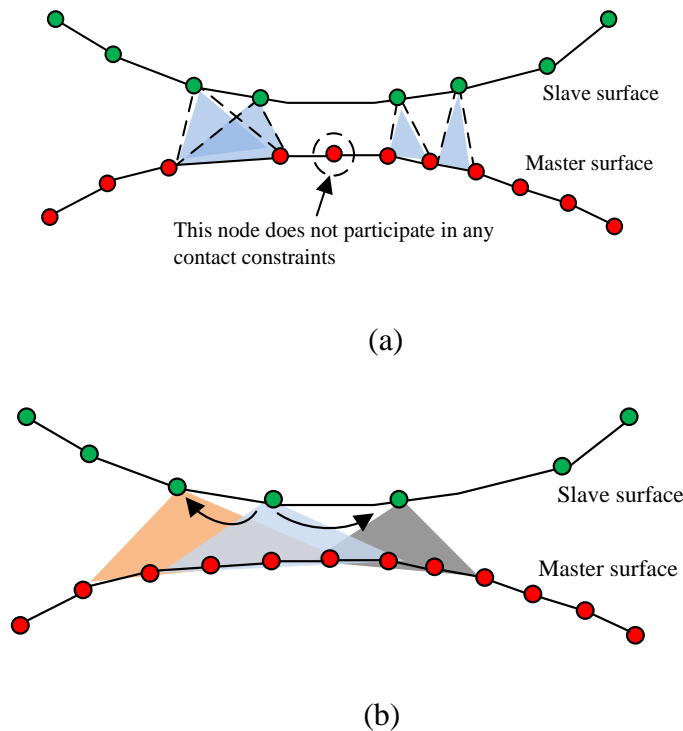 Slave surface
Master surface
This node does not participate in any
contact constraints
(a)
Slave surface
Master surface
(b)